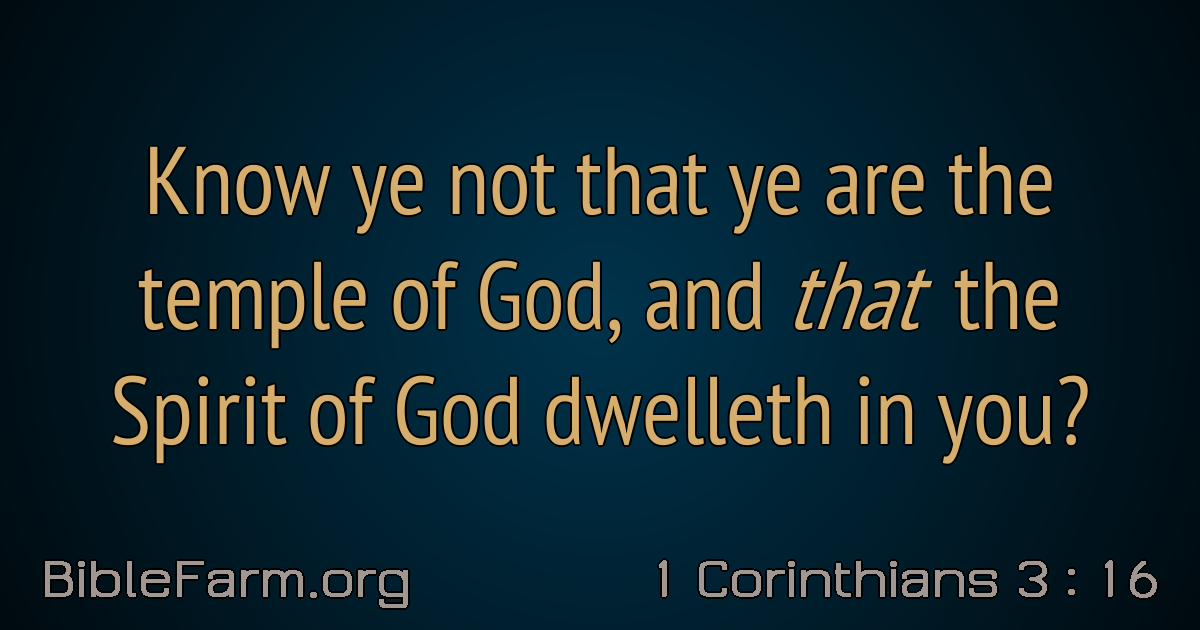 Know ye not that ye are the
temple of God, and that the
Spirit of God dwelleth in you?
BibleFarm.org
1 Corinthians 3 : 16